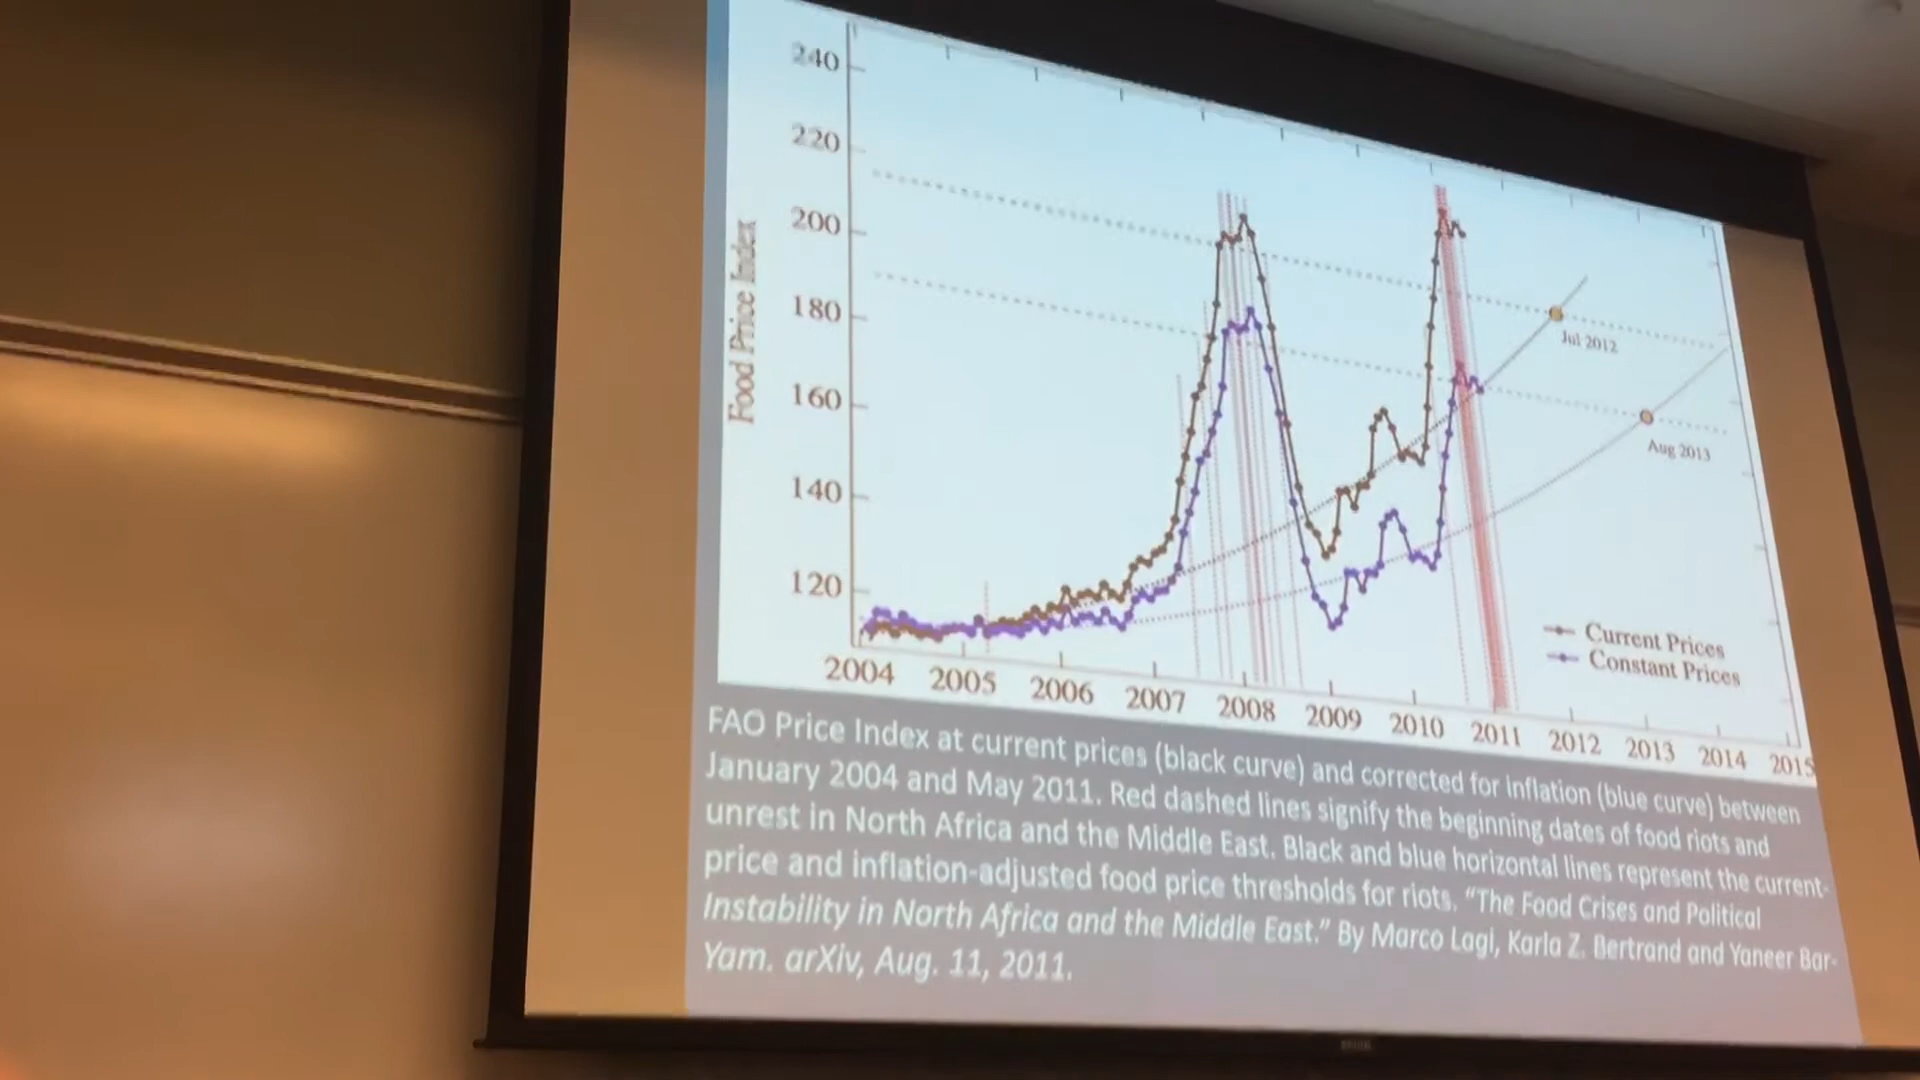 240
220
200
180
160
140
120
Food Price Index
Jul 2012
Aug 2013
Current Prices
Constant Prices
2004 2005 2006 2007 2008 2009 2010 2011 2012 2013 2014 2015
FAO Price Index at current prices (black curve) and corrected for inflation (blue curve) between
January 2004 and May 2011. Red dashed lines signify the beginning dates of food riots and
unrest in North Africa and the Middle East. Black and blue horizontal lines represent the current-
price and inflation-adjusted food price thresholds for riots. "The Food Crises and Political
Instability in North Africa and the Middle East." By Marco Lagi, Karla Z. Bertrand and Yaneer Bar-
Yam. arXiv, Aug. 11, 2011.